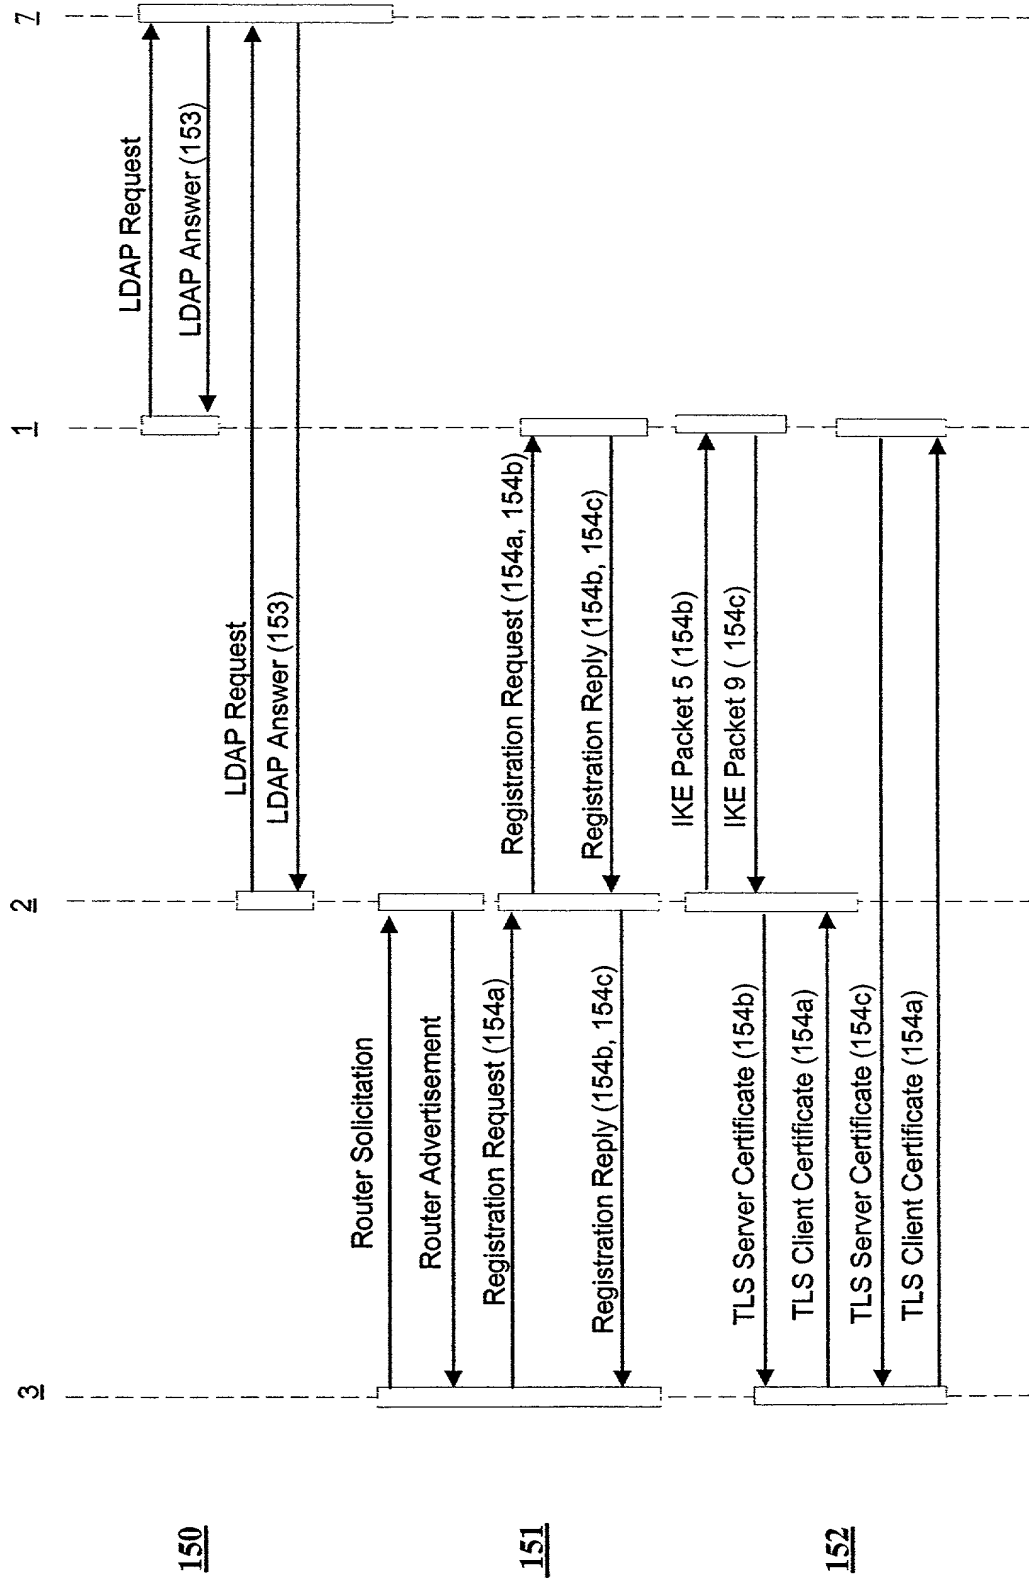 3
2
1
7
150
LDAP Request
LDAP Answer (153)
LDAP Request
LDAP Answer (153)
151
Router Solicitation
Router Advertisement
Registration Request (154a)
Registration Request (154a, 154b)
Registration Reply (154b, 154c)
Registration Reply (154b, 154c)
152
IKE Packet 5 (154b)
IKE Packet 9 ( 154c)
TLS Server Certificate (154b)
TLS Client Certificate (154a)
TLS Server Certificate (154c)
TLS Client Certificate (154a)